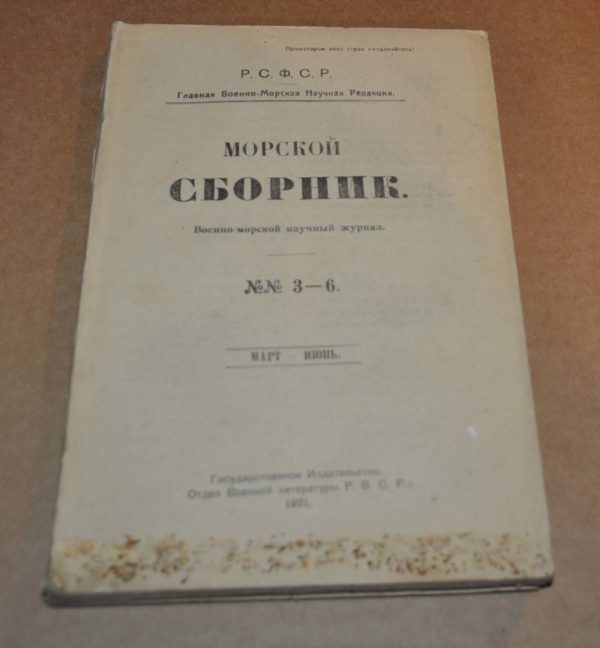 Пролетарии всех стран соединяйтесь!
Р. С. Ф. С. Р.
Главная Военно-Морская Научная Редакция.
МОРСКОЙ
СБОРНИК.
Военно-морской научный журнал.
№№ 3—6.
МАРТ — ИЮНЬ.
Государственное Издательство.
Отдел Военной литературы Р. В. С. Р.
1921.